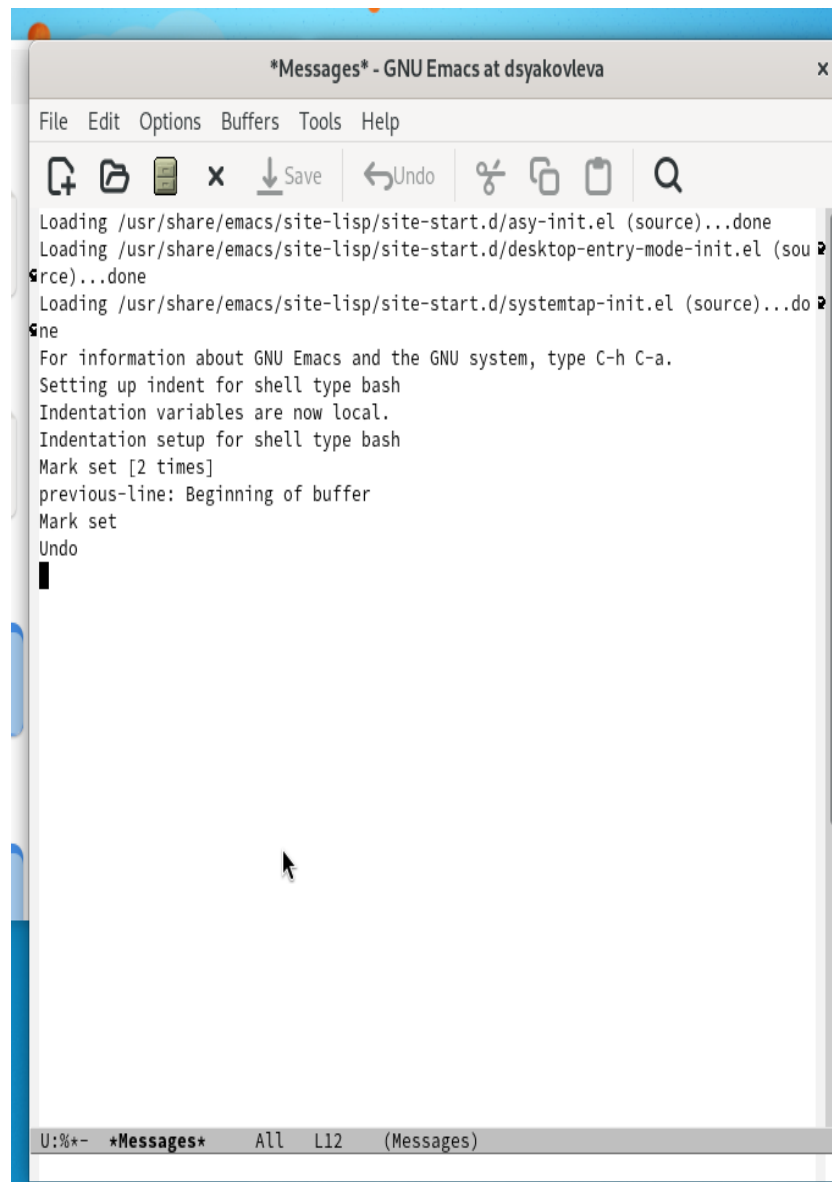 *Messages* - GNU Emacs at dsyakovleva
File Edit Options Buffers Tools Help
Save Undo
Loading /usr/share/emacs/site-lisp/site-start.d/asy-init.el (source)...done
Loading /usr/share/emacs/site-lisp/site-start.d/desktop-entry-mode-init.el (sou
rce)...done
Loading /usr/share/emacs/site-lisp/site-start.d/systemtap-init.el (source)...do
ne
For information about GNU Emacs and the GNU system, type C-h C-a.
Setting up indent for shell type bash
Indentation variables are now local.
Indentation setup for shell type bash
Mark set [2 times]
previous-line: Beginning of buffer
Mark set
Undo
U:%*- *Messages* All L12 (Messages)